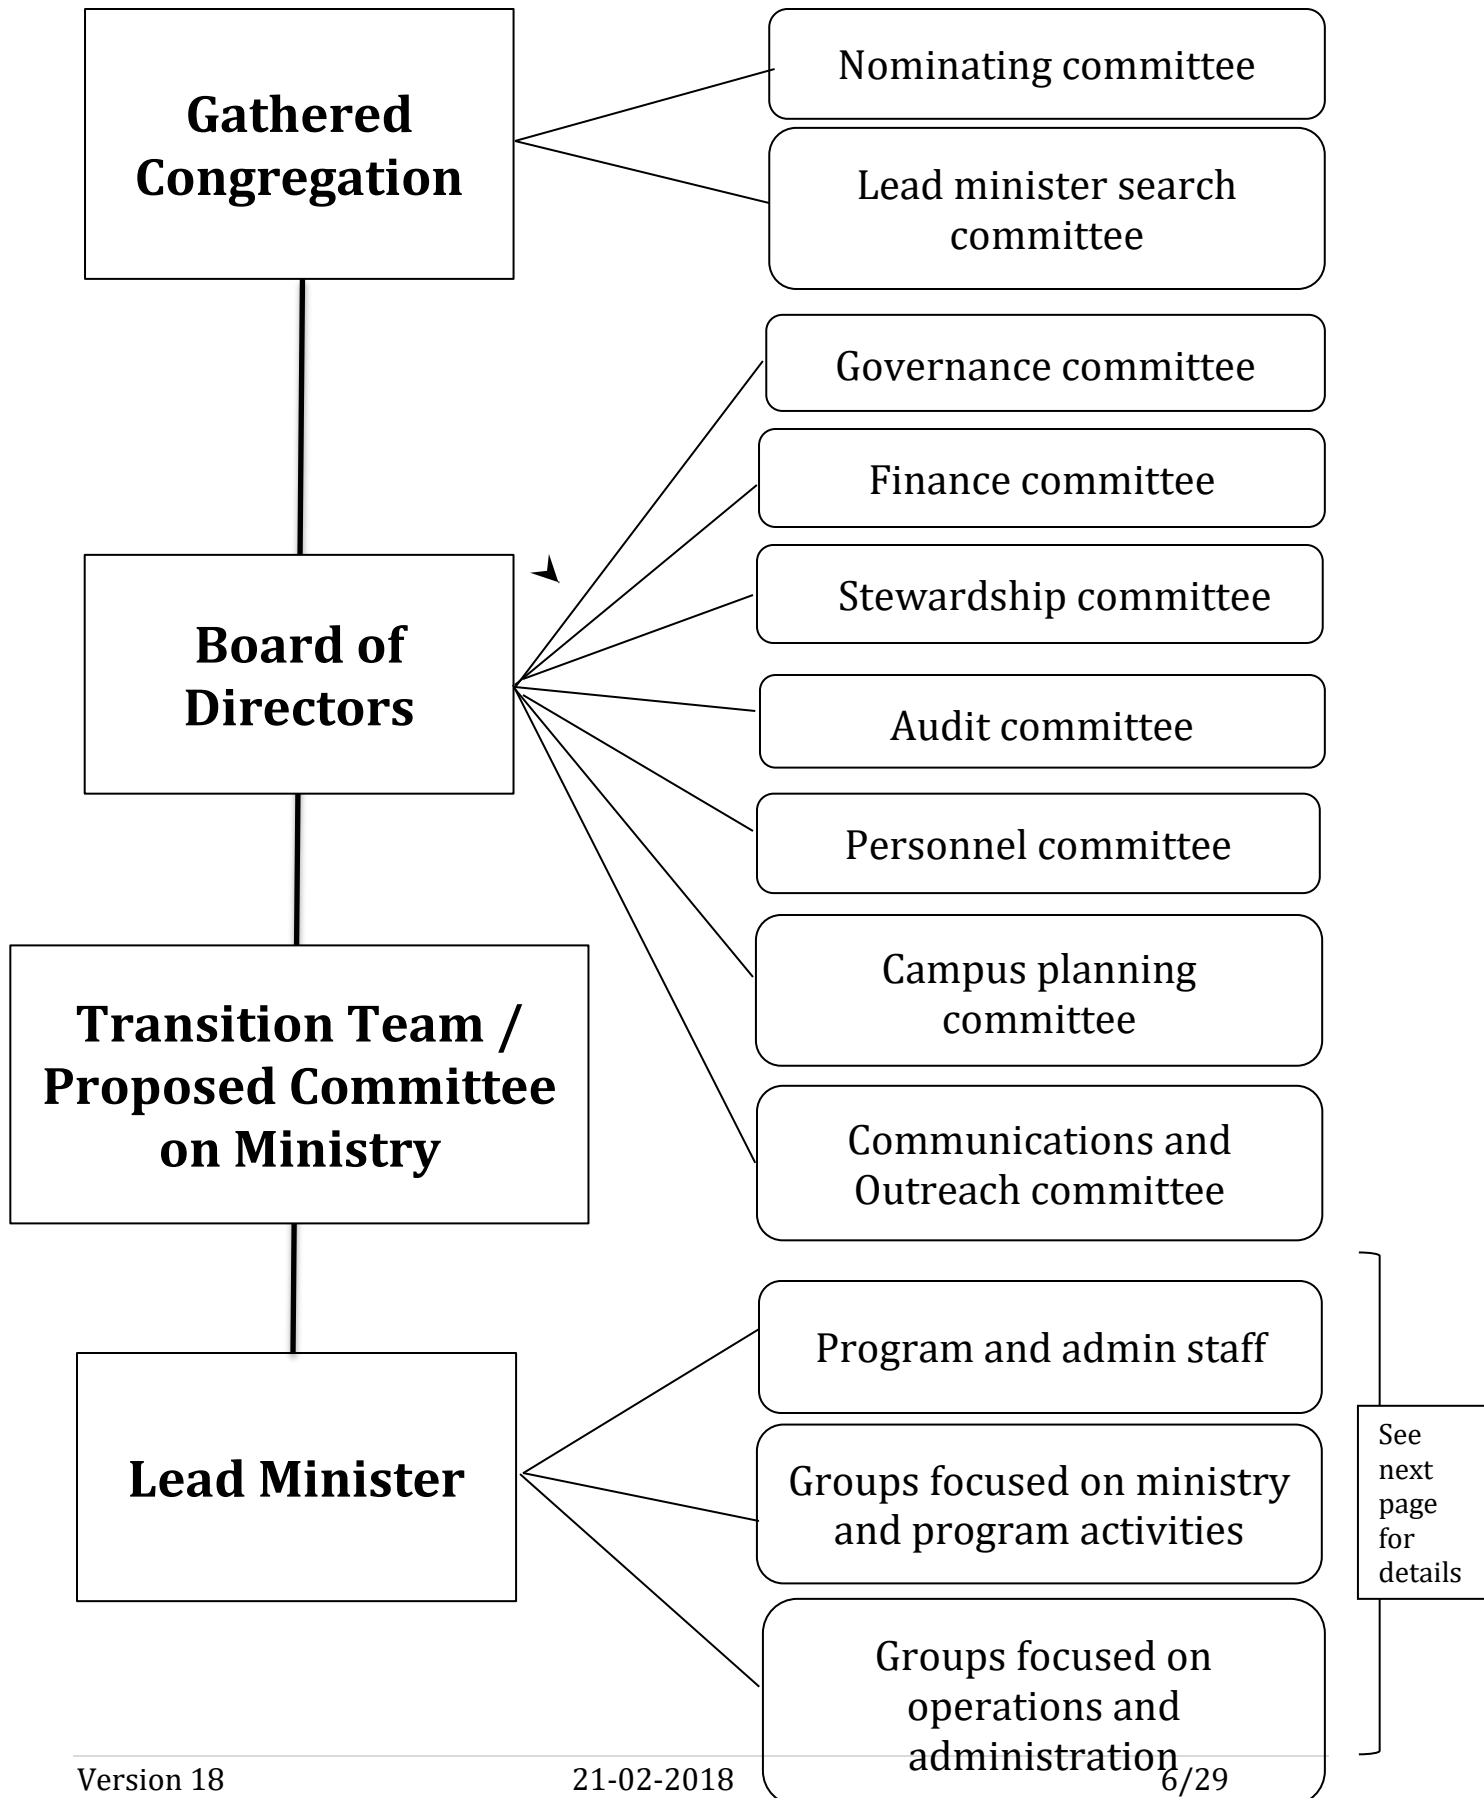 Gathered
Congregation
Nominating committee
Lead minister search
committee
Governance committee
Finance committee
Stewardship committee
Board of
Directors
Audit committee
Personnel committee
Campus planning
committee
Transition Team /
Proposed Committee
on Ministry
Communications and
Outreach committee
Program and admin staff
Lead Minister
Groups focused on ministry
and program activities
See
next
page
for
details
Groups focused on
operations and
administration
Version 18
21-02-2018
6/29